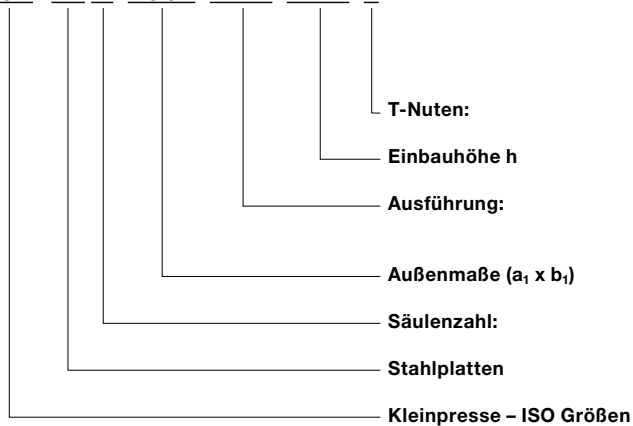 T-Nuten:
Einbauhöhe h
Ausführung:
Außenmaße (a₁ x b₁)
Säulenzahl:
Stahlplatten
Kleinpresse – ISO Größen